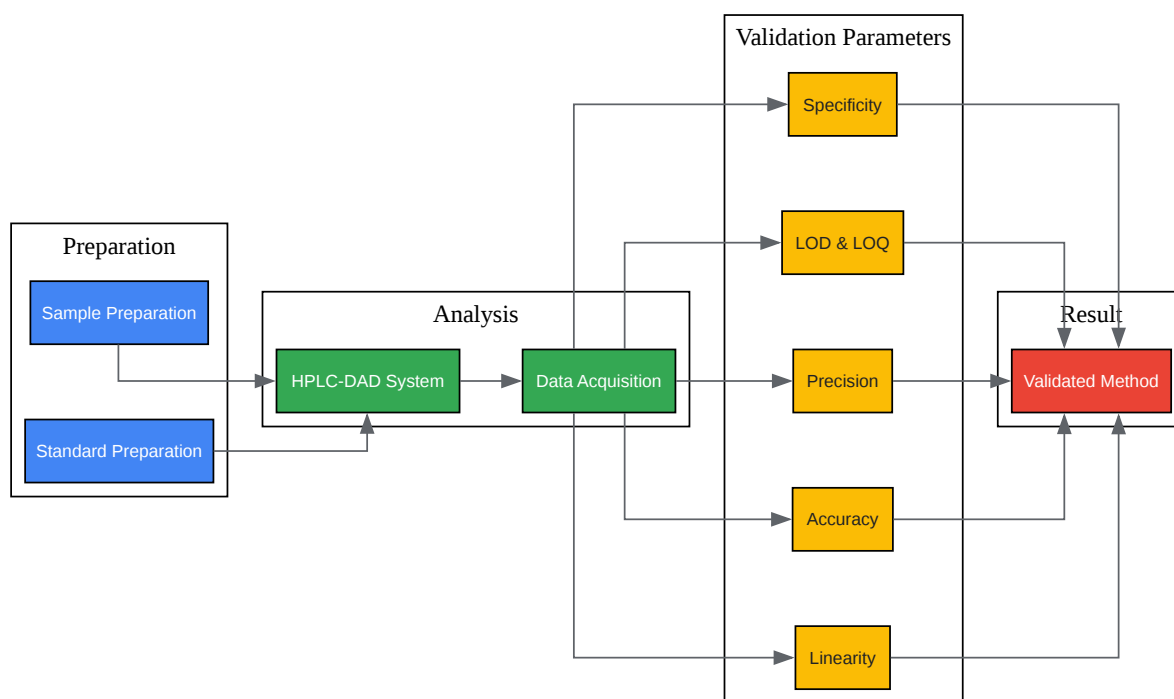 Preparation
Sample Preparation
Standard Preparation
Analysis
HPLC-DAD System
Data Acquisition
Validation Parameters
Specificity
LOD & LOQ
Precision
Accuracy
Linearity
Result
Validated Method